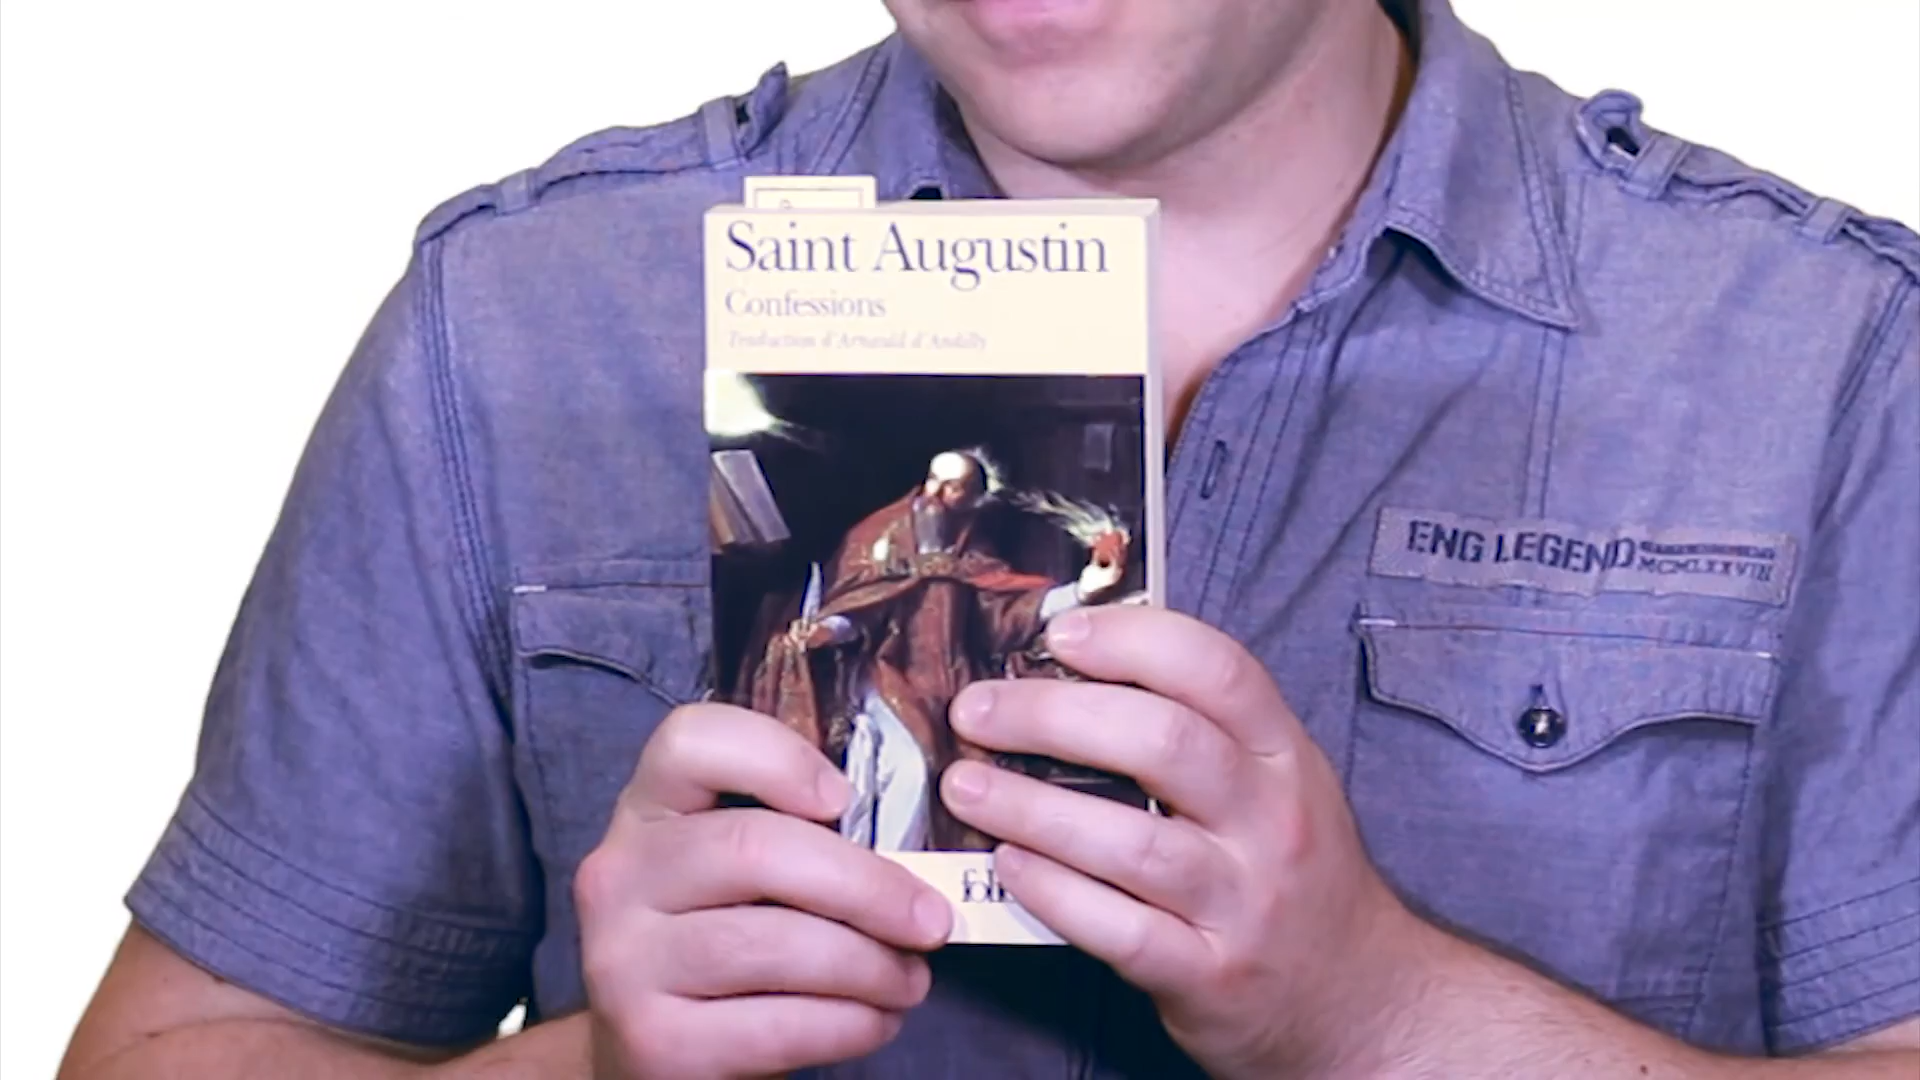 Saint Augustin
Confessions
Traduction d'Arnauld d'Andilly
ENG LEGEND
MCMLXXVIII